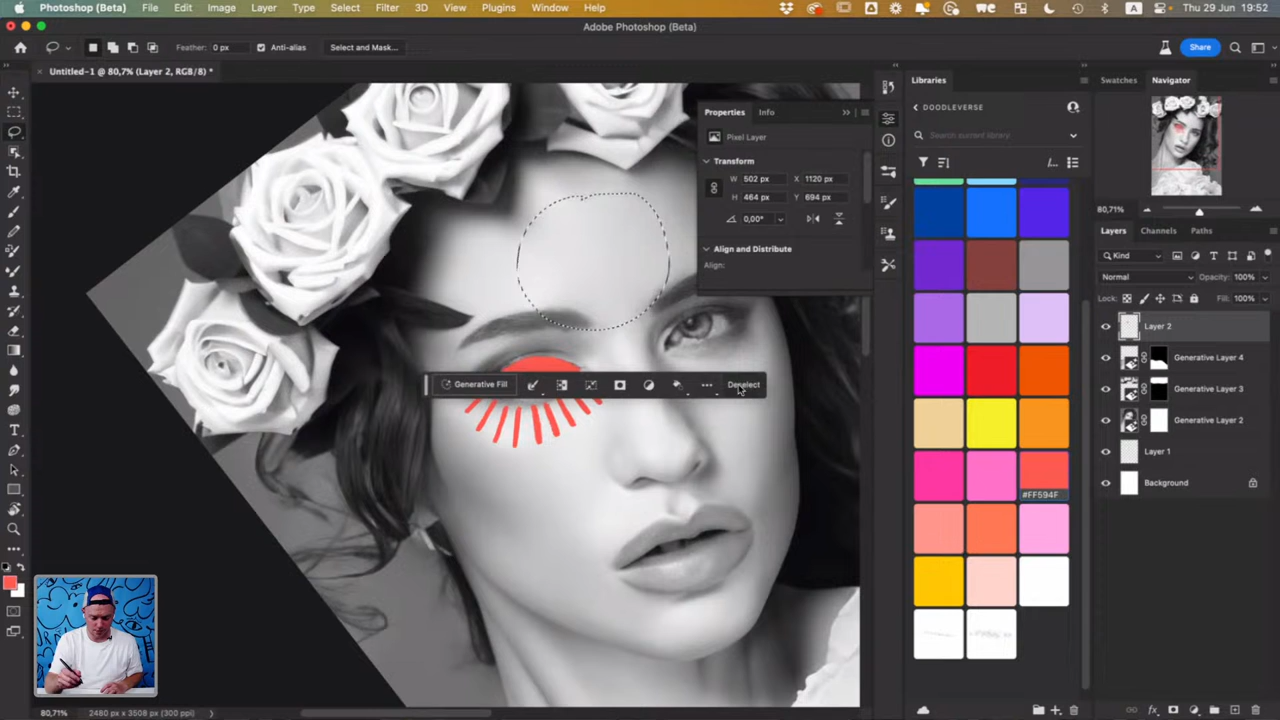 Photoshop (Beta) File Edit Image Layer Type Select Filter 3D View Plugins Window Help A Thu 29 Jun 19:52
Adobe Photoshop (Beta)
Feather: 0 px Anti-alias Select and Mask... Share
Untitled-1 @ 80,7% (Layer 2, RGB/8) *
Libraries
Swatches Navigator
DOODLEVERSE
Properties Info
Search current library
Pixel Layer
Transform
W 502 px X 1120 px
H 464 px Y 694 px
0,00°
80,71%
Layers Channels Paths
Align and Distribute
Align:
Kind
Normal Opacity: 100%
Lock: Fill: 100%
Layer 2
Generative Layer 4
Generative Fill Deselect
Generative Layer 3
Generative Layer 2
Layer 1
Background
#FF594F
80,71% 2480 px x 3508 px (300 ppi)